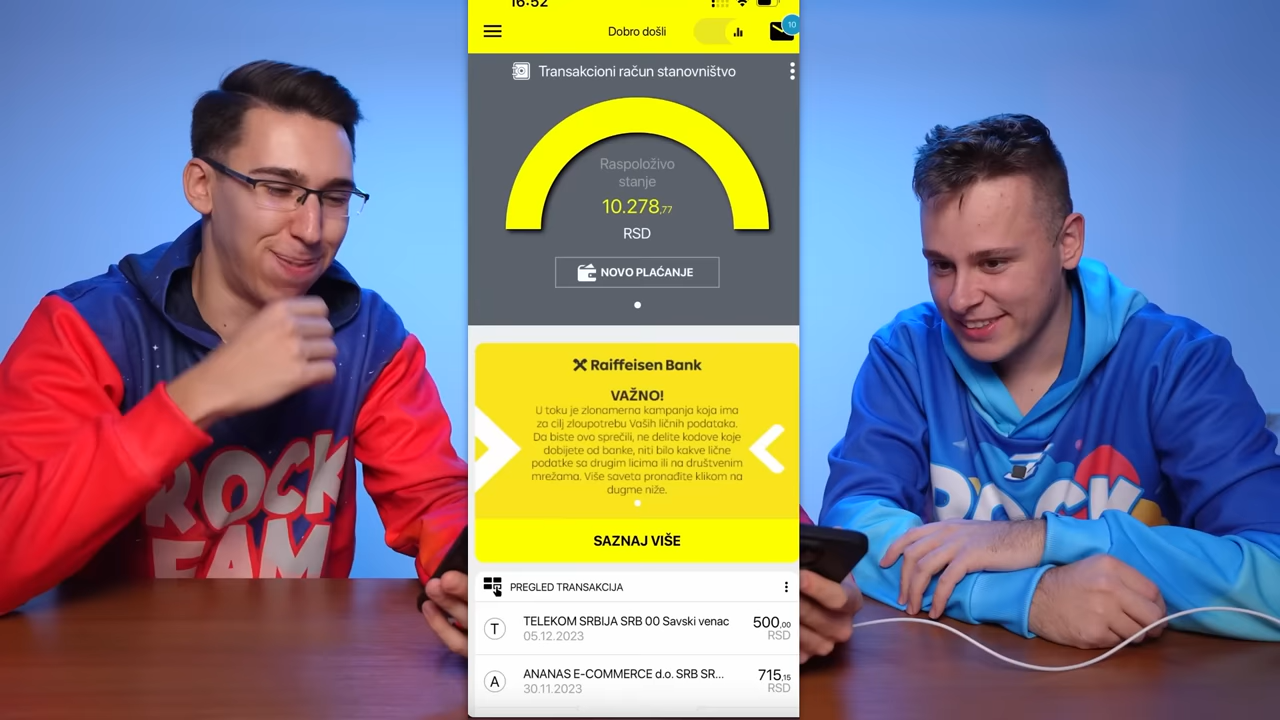 16:52
Dobro došli
10
Transakcioni račun stanovništvo
Raspoloživo
stanje
10.278,77
RSD
NOVO PLAĆANJE
Raiffeisen Bank
VAŽNO!
U toku je zlonamerna kampanja koja ima
za cilj zloupotrebu Vaših ličnih podataka.
Da biste ovo sprečili, ne delite kodove koje
dobijete od banke, niti bilo kakve lične
podatke sa drugim licima ili na društvenim
mrežama. Više saveta pronađite klikom na
dugme niže.
SAZNAJ VIŠE
PREGLED TRANSAKCIJA
T
TELEKOM SRBIJA SRB 00 Savski venac
500,00
05.12.2023
RSD
A
ANANAS E-COMMERCE d.o. SRB SR...
715,15
30.11.2023
RSD
ROCK
ROCK